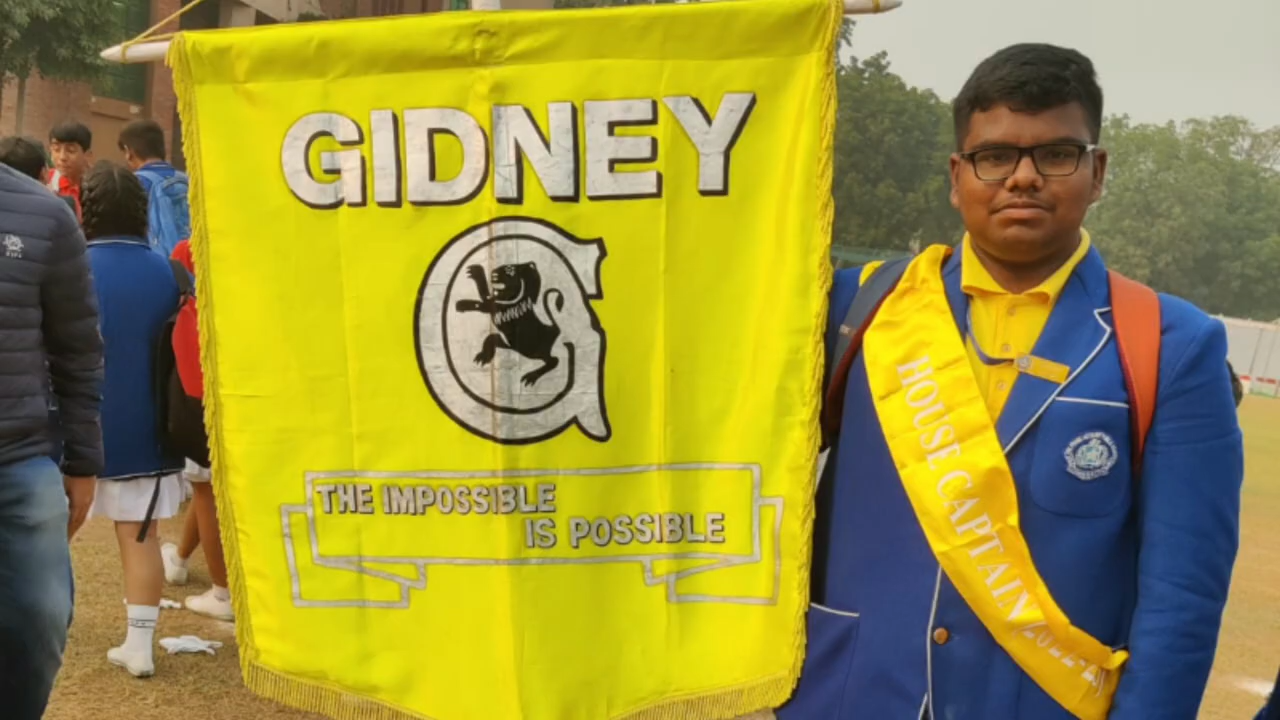 GIDNEY
G
THE IMPOSSIBLE
IS POSSIBLE
HOUSE CAPTAIN